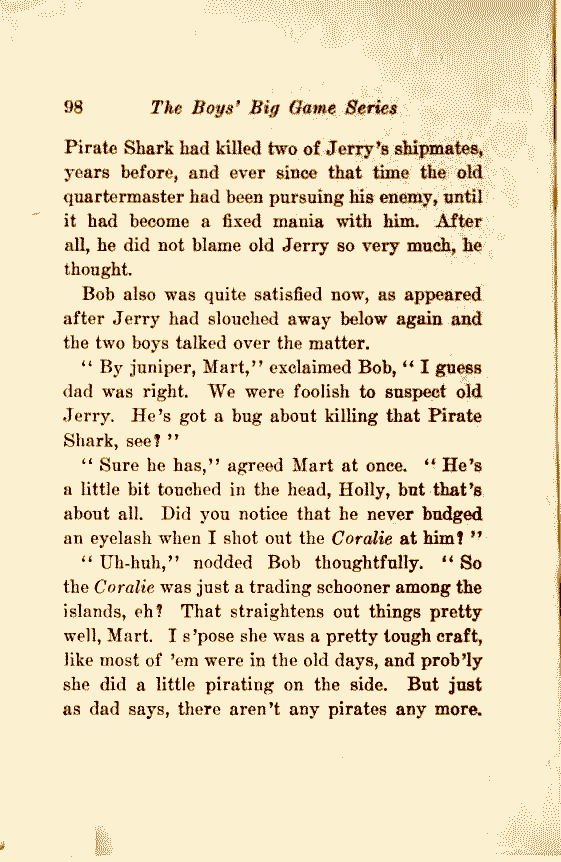 98 The Boys' Big Game Series
Pirate Shark had killed two of Jerry's shipmates,
years before, and ever since that time the old
quartermaster had been pursuing his enemy, until
it had become a fixed mania with him. After
all, he did not blame old Jerry so very much, he
thought.
Bob also was quite satisfied now, as appeared
after Jerry had slouched away below again and
the two boys talked over the matter.
“ By juniper, Mart,” exclaimed Bob, “ I guess
dad was right. We were foolish to suspect old
Jerry. He's got a bug about killing that Pirate
Shark, see? ”
“ Sure he has,” agreed Mart at once. “ He's
a little bit touched in the head, Holly, but that's
about all. Did you notice that he never budged
an eyelash when I shot out the Coralie at him? ”
“ Uh-huh,” nodded Bob thoughtfully. “ So
the Coralie was just a trading schooner among the
islands, eh? That straightens out things pretty
well, Mart. I s'pose she was a pretty tough craft,
like most of 'em were in the old days, and prob'ly
she did a little pirating on the side. But just
as dad says, there aren't any pirates any more.